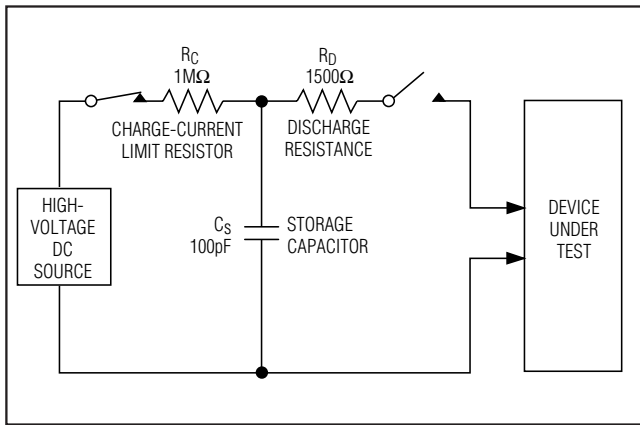 RC
1MΩ
CHARGE-CURRENT
LIMIT RESISTOR
RD
1500Ω
DISCHARGE
RESISTANCE
HIGH-
VOLTAGE
DC
SOURCE
CS
100pF
STORAGE
CAPACITOR
DEVICE
UNDER
TEST